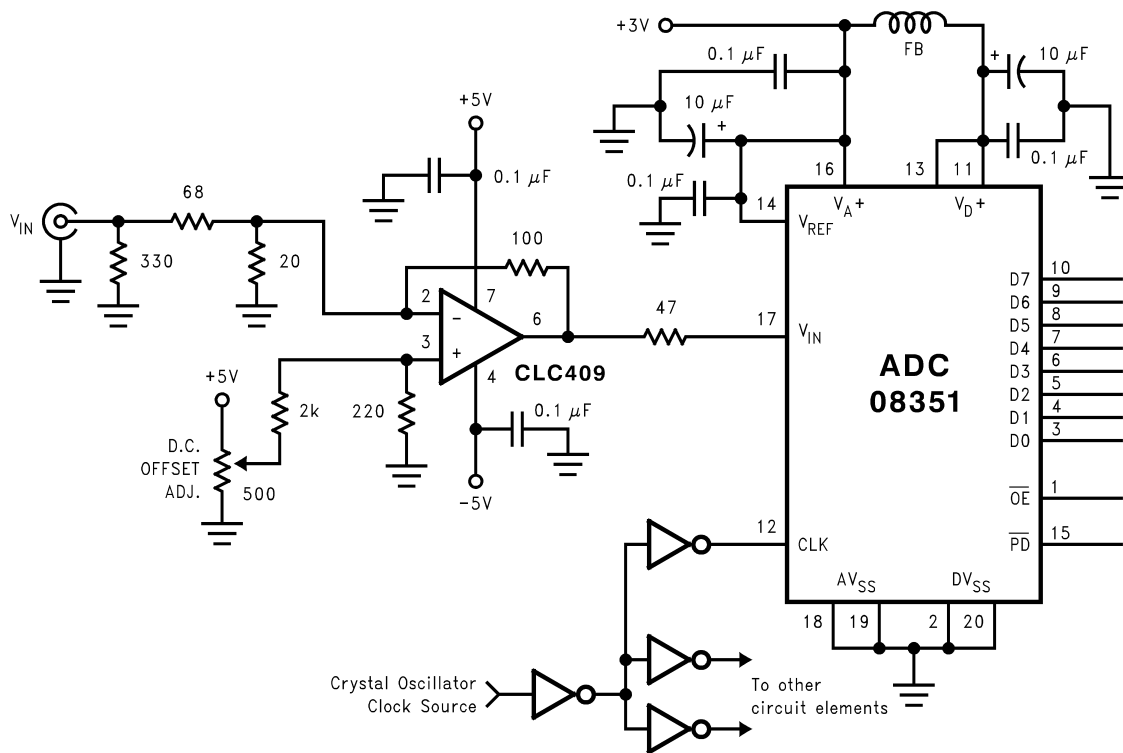 +3V
FB
0.1 µF
10 µF
+
10 µF
+
0.1 µF
0.1 µF
16
13
11
14
V_A+
V_D+
V_REF
+5V
0.1 µF
V_IN
68
330
20
100
2
7
6
3
4
−
+
CLC409
47
17
V_IN
ADC
08351
D7 10
D6 9
D5 8
D4 7
D3 6
D2 5
D1 4
D0 3
O̅E̅ 1
P̅D̅ 15
+5V
D.C.
OFFSET
ADJ.
500
2k
220
0.1 µF
−5V
12
CLK
AV_SS
DV_SS
18
19
2
20
Crystal Oscillator
Clock Source
To other
circuit elements